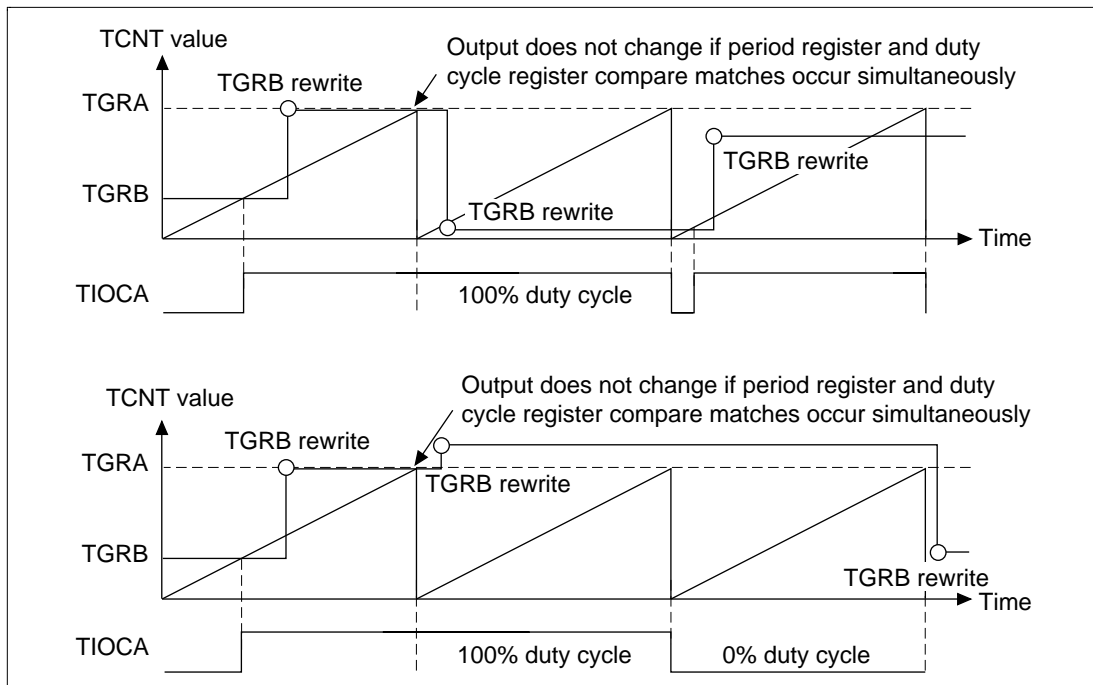 TCNT value
Output does not change if period register and duty
cycle register compare matches occur simultaneously
TGRB rewrite
TGRA
TGRB rewrite
TGRB
TGRB rewrite
Time
TIOCA
100% duty cycle
TCNT value
Output does not change if period register and duty
cycle register compare matches occur simultaneously
TGRB rewrite
TGRA
TGRB rewrite
TGRB
TGRB rewrite
Time
TIOCA
100% duty cycle
0% duty cycle